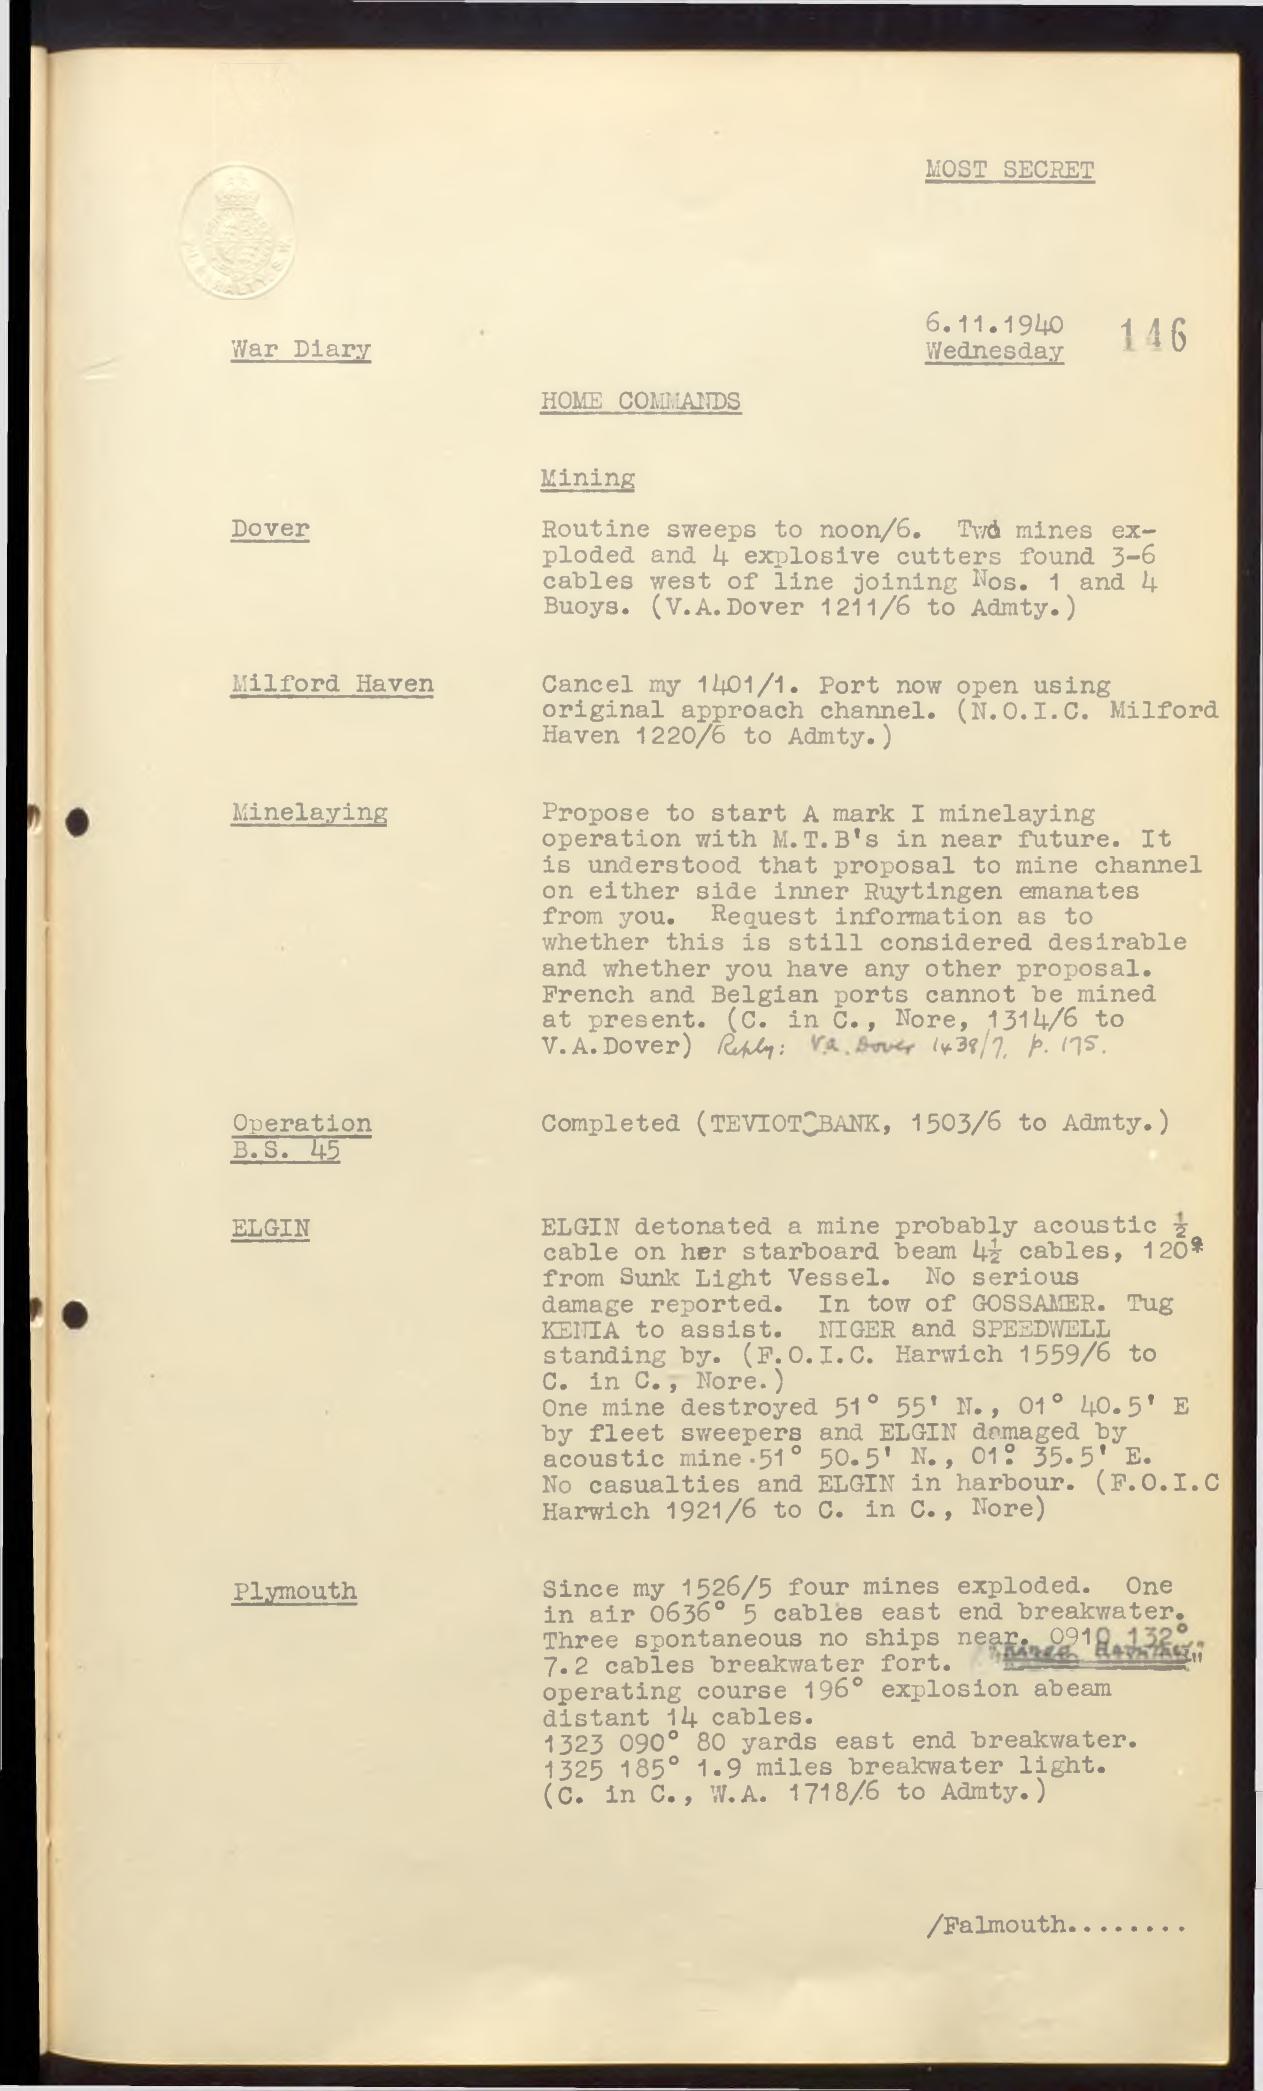 MOST SECRET
6.11.1940
146
War Diary
Wednesday
HOME COMMANDS
Mining
Dover
Routine sweeps to noon/6. Two mines ex-
ploded and 4 explosive cutters found 3-6
cables west of line joining Nos. 1 and 4
Buoys. (V.A.Dover 1211/6 to Admty.)
Milford Haven
Cancel my 1401/1. Port now open using
original approach channel. (N.O.I.C. Milford
Haven 1220/6 to Admty.)
Minelaying
Propose to start A mark I minelaying
operation with M.T.B's in near future. It
is understood that proposal to mine channel
on either side inner Ruytingen emanates
from you. Request information as to
whether this is still considered desirable
and whether you have any other proposal.
French and Belgian ports cannot be mined
at present. (C. in C., Nore, 1314/6 to
V.A.Dover) Reply: V.A. Dover 1438/7. p. 175.
Operation
B.S. 45
Completed (TEVIOTBANK, 1503/6 to Admty.)
ELGIN
ELGIN detonated a mine probably acoustic ½
cable on her starboard beam 4½ cables, 120°
from Sunk Light Vessel. No serious
damage reported. In tow of GOSSAMER. Tug
KENIA to assist. NIGER and SPEEDWELL
standing by. (F.O.I.C. Harwich 1559/6 to
C. in C., Nore.)
One mine destroyed 51° 55' N., 01° 40.5' E
by fleet sweepers and ELGIN damaged by
acoustic mine 51° 50.5' N., 01° 35.5' E.
No casualties and ELGIN in harbour. (F.O.I.C
Harwich 1921/6 to C. in C., Nore)
Plymouth
Since my 1526/5 four mines exploded. One
in air 0636° 5 cables east end breakwater.
Three spontaneous no ships near. 0910 132°
7.2 cables breakwater fort.
operating course 196° explosion abeam
distant 14 cables.
1323 090° 80 yards east end breakwater.
1325 185° 1.9 miles breakwater light.
(C. in C., W.A. 1718/6 to Admty.)
/Falmouth........